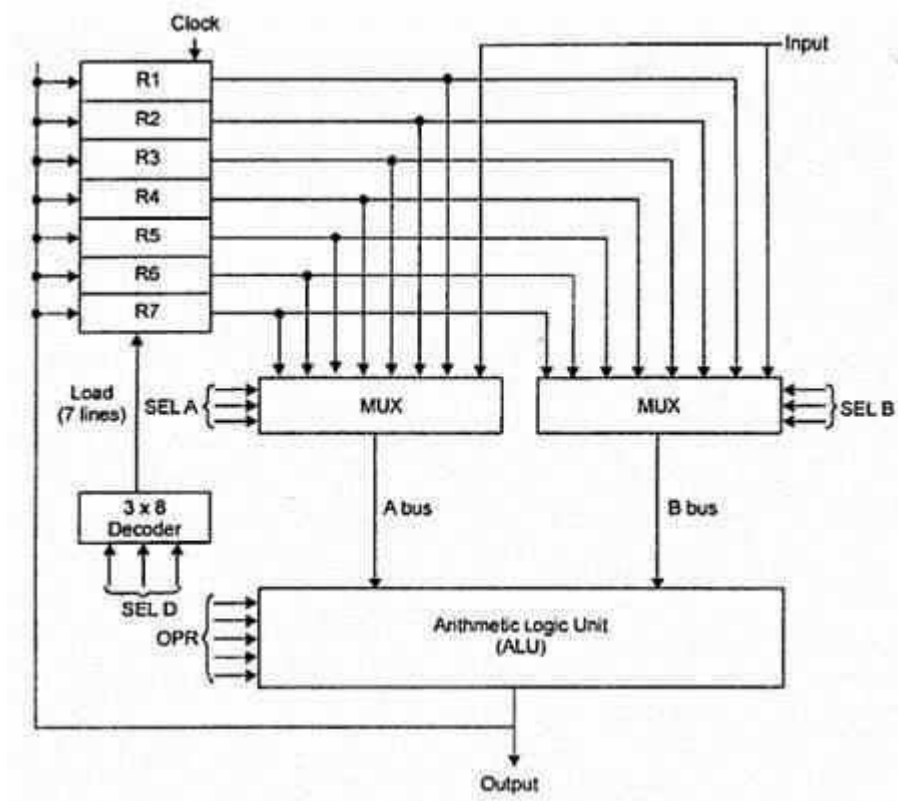 Clock
Input
R1
R2
R3
R4
R5
R6
R7
Load
(7 lines)
SEL A
MUX
MUX
SEL B
3 x 8
Decoder
A bus
B bus
SEL D
OPR
Arithmetic Logic Unit
(ALU)
Output